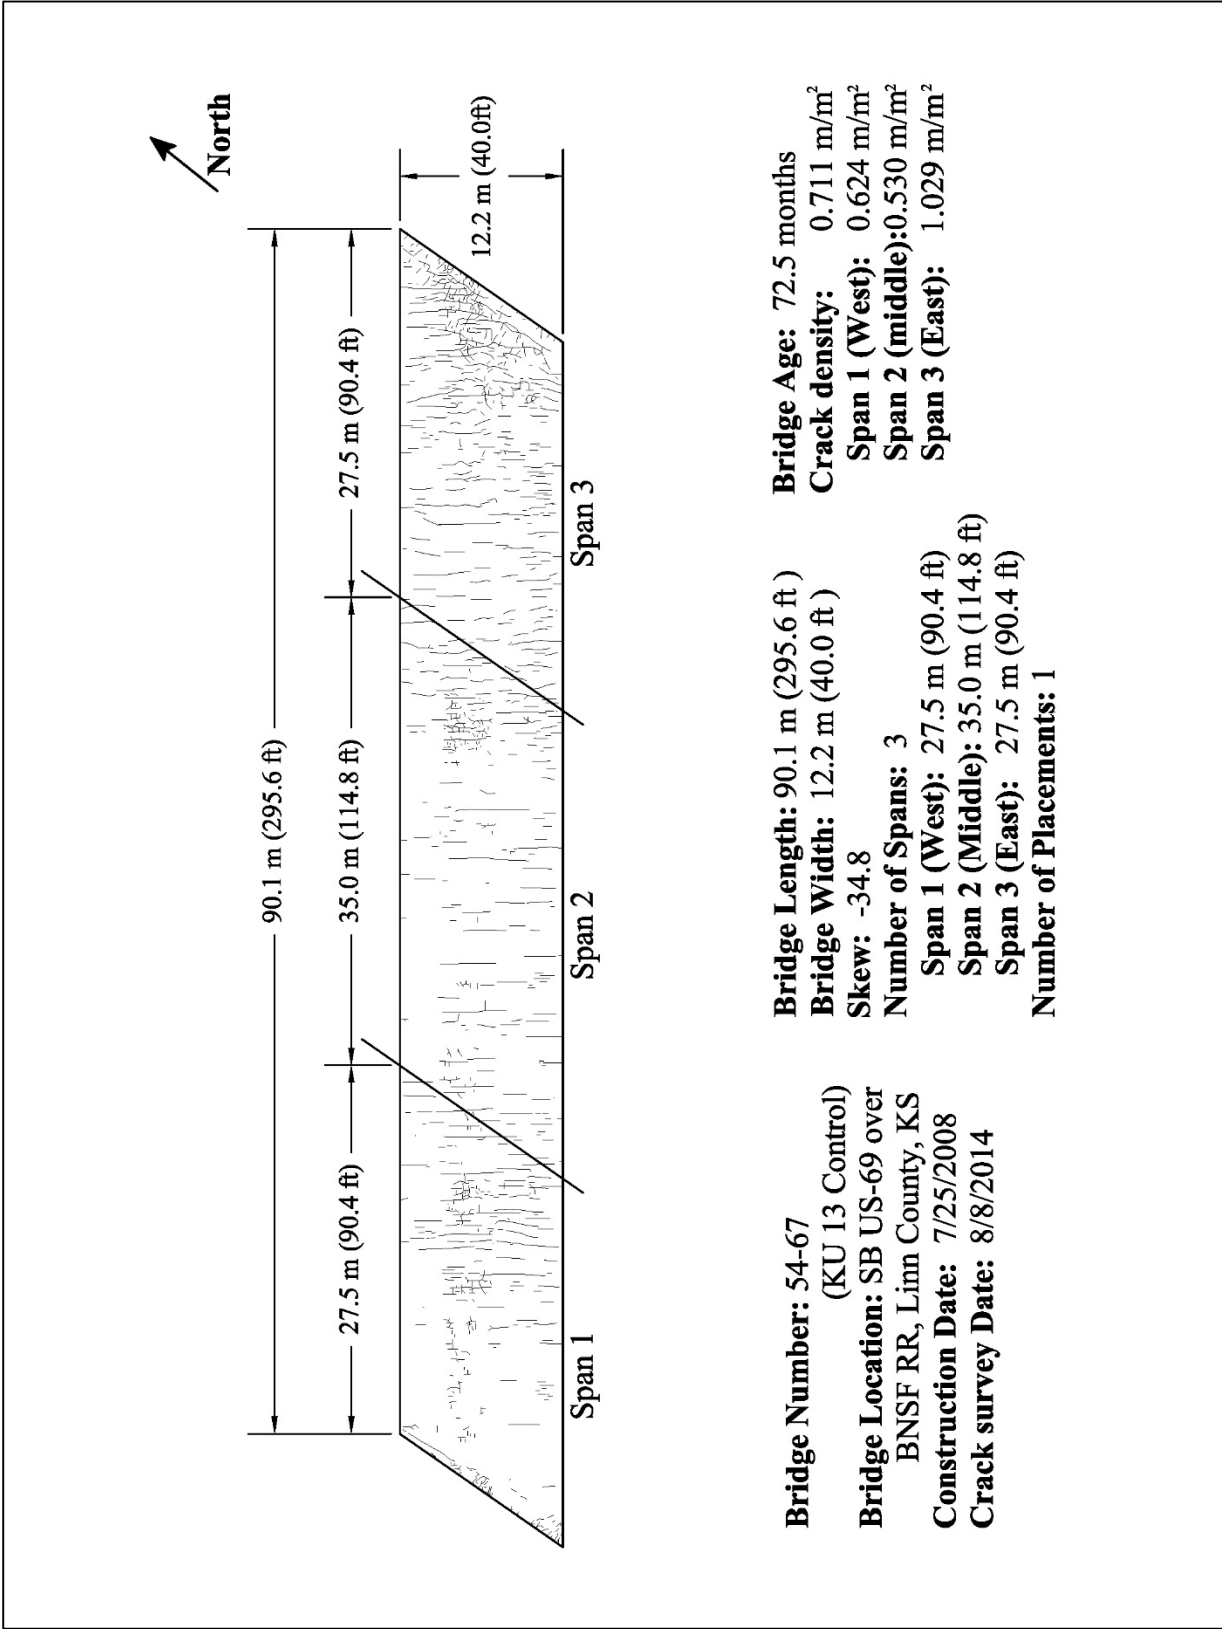 North
90.1 m (295.6 ft)
27.5 m (90.4 ft)
35.0 m (114.8 ft)
27.5 m (90.4 ft)
12.2 m (40.0ft)
Span 1
Span 2
Span 3
Bridge Number: 54-67
(KU 13 Control)
Bridge Location: SB US-69 over
BNSF RR, Linn County, KS
Construction Date: 7/25/2008
Crack survey Date: 8/8/2014
Bridge Length: 90.1 m (295.6 ft )
Bridge Width: 12.2 m (40.0 ft )
Skew: -34.8
Number of Spans: 3
Span 1 (West): 27.5 m (90.4 ft)
Span 2 (Middle): 35.0 m (114.8 ft)
Span 3 (East): 27.5 m (90.4 ft)
Number of Placements: 1
Bridge Age: 72.5 months
Crack density: 0.711 m/m²
Span 1 (West): 0.624 m/m²
Span 2 (middle):0.530 m/m²
Span 3 (East): 1.029 m/m²